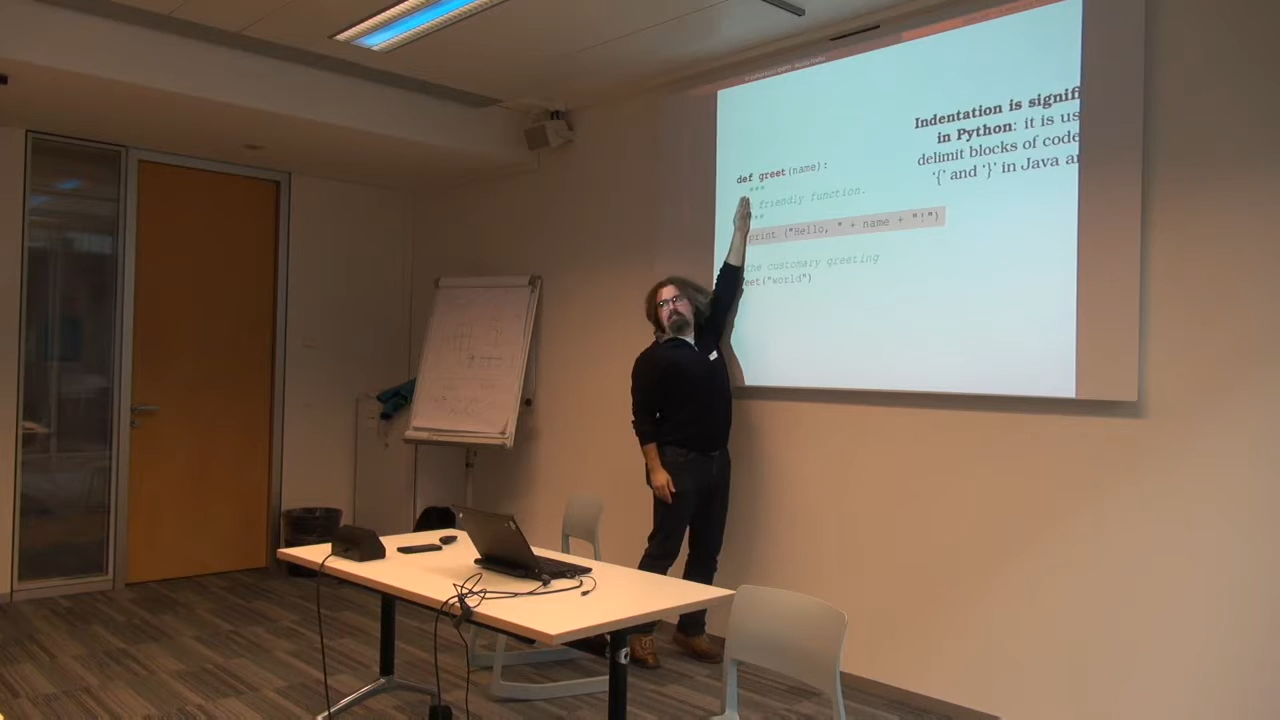 def greet(name):
"""
friendly function.
"""
print ("Hello, " + name + "!")
the customary greeting
eet("world")
Indentation is signif
in Python: it is us
delimit blocks of code
‘{’ and ‘}’ in Java a